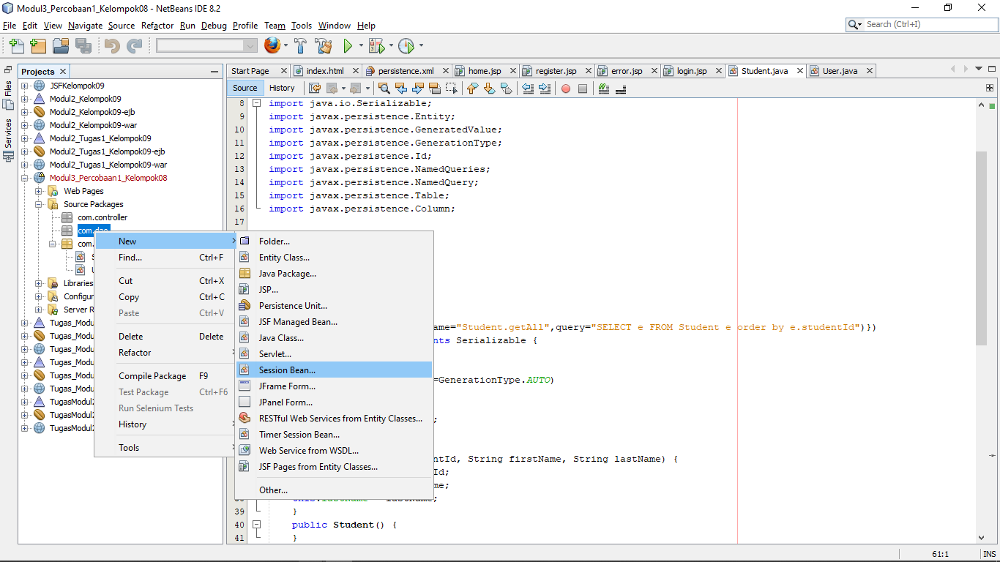 Modul3_Percobaan1_Kelompok08 - NetBeans IDE 8.2
File Edit View Navigate Source Refactor Run Debug Profile Team Tools Window Help
Search (Ctrl+I)
Files
Services
Projects
JSFKelompok09
Modul2_Kelompok09
Modul2_Kelompok09-ejb
Modul2_Kelompok09-war
Modul2_Tugas1_Kelompok09
Modul2_Tugas1_Kelompok09-ejb
Modul2_Tugas1_Kelompok09-war
Modul3_Percobaan1_Kelompok08
Web Pages
Source Packages
com.controller
com.dao
com.
Libraries
Configur
Server R
Tugas_Modu
Tugas_Modu
Tugas_Modu
Tugas_Modu
Tugas_Modu
Tugas_Modu
TugasModul2
TugasModul2
TugasModul2
New
Find... Ctrl+F
Cut Ctrl+X
Copy Ctrl+C
Paste Ctrl+V
Delete Delete
Refactor
Compile Package F9
Test Package Ctrl+F6
Run Selenium Tests
History
Tools
Folder...
Entity Class...
Java Package...
JSP...
Persistence Unit...
JSF Managed Bean...
Java Class...
Servlet...
Session Bean...
JFrame Form...
JPanel Form...
RESTful Web Services from Entity Classes...
Timer Session Bean...
Web Service from WSDL...
JSF Pages from Entity Classes...
Other...
Start Page index.html persistence.xml home.jsp register.jsp error.jsp login.jsp Student.java User.java
Source History
8 import java.io.Serializable;
9 import javax.persistence.Entity;
10 import javax.persistence.GeneratedValue;
11 import javax.persistence.GenerationType;
12 import javax.persistence.Id;
13 import javax.persistence.NamedQueries;
14 import javax.persistence.NamedQuery;
15 import javax.persistence.Table;
16 import javax.persistence.Column;
17
ame="Student.getAll",query="SELECT e FROM Student e order by e.studentId")})
nts Serializable {
=GenerationType.AUTO)
;
ntId, String firstName, String lastName) {
Id;
me;
this.lastName = lastName;
39 }
40 public Student() {
41 }
61:1 INS